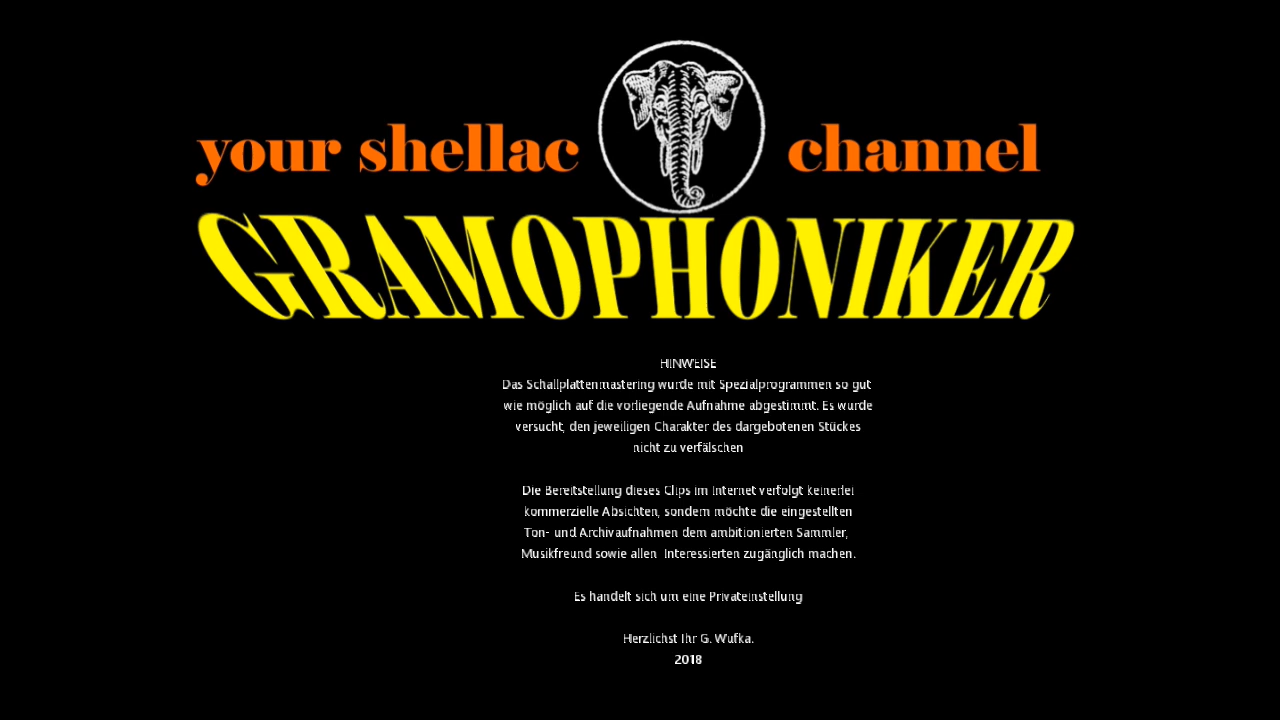 your shellac channel
GRAMOPHONIKER
HINWEISE
Das Schallplattenmastering wurde mit Spezialprogrammen so gut
wie möglich auf die vorliegende Aufnahme abgestimmt. Es wurde
versucht, den jeweiligen Charakter des dargebotenen Stückes
nicht zu verfälschen
Die Bereitstellung dieses Clips im Internet verfolgt keinerlei
kommerzielle Absichten, sondern möchte die eingestellten
Ton- und Archivaufnahmen dem ambitionierten Sammler,
Musikfreund sowie allen Interessierten zugänglich machen.
Es handelt sich um eine Privateinstellung
Herzlichst Ihr G. Wufka.
2018